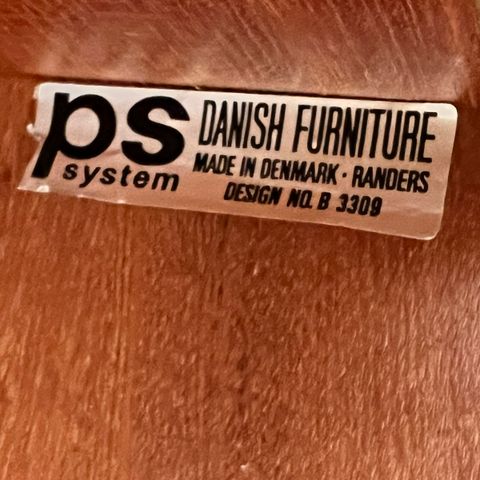 ps
system
DANISH FURNITURE
MADE IN DENMARK · RANDERS
DESIGN NO. B 3309